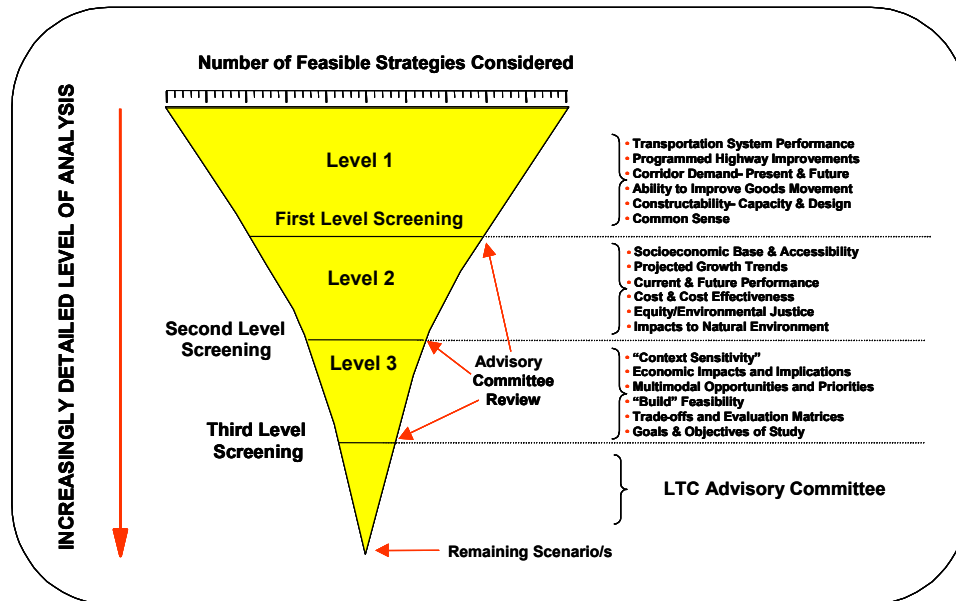 Number of Feasible Strategies Considered
INCREASINGLY DETAILED LEVEL OF ANALYSIS
Level 1
First Level Screening
• Transportation System Performance
• Programmed Highway Improvements
• Corridor Demand- Present & Future
• Ability to Improve Goods Movement
• Constructability- Capacity & Design
• Common Sense
Level 2
Second Level
Screening
• Socioeconomic Base & Accessibility
• Projected Growth Trends
• Current & Future Performance
• Cost & Cost Effectiveness
• Equity/Environmental Justice
• Impacts to Natural Environment
Level 3
Advisory
Committee
Review
Third Level
Screening
• “Context Sensitivity”
• Economic Impacts and Implications
• Multimodal Opportunities and Priorities
• “Build” Feasibility
• Trade-offs and Evaluation Matrices
• Goals & Objectives of Study
LTC Advisory Committee
Remaining Scenario/s